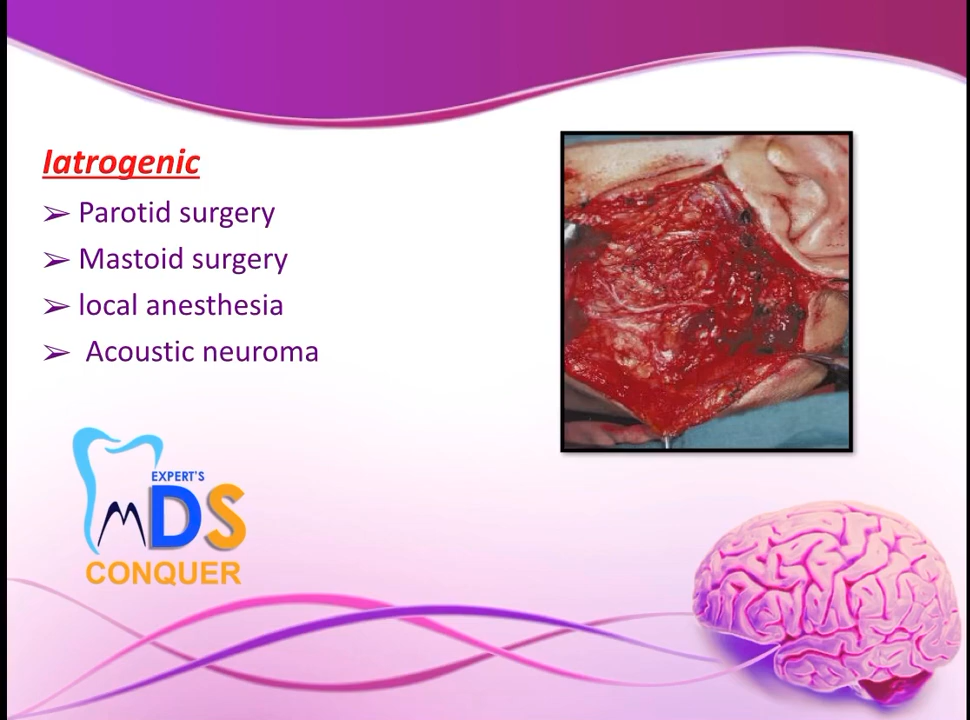 Iatrogenic
➢ Parotid surgery
➢ Mastoid surgery
➢ local anesthesia
➢ Acoustic neuroma
EXPERT'S
MDS
CONQUER